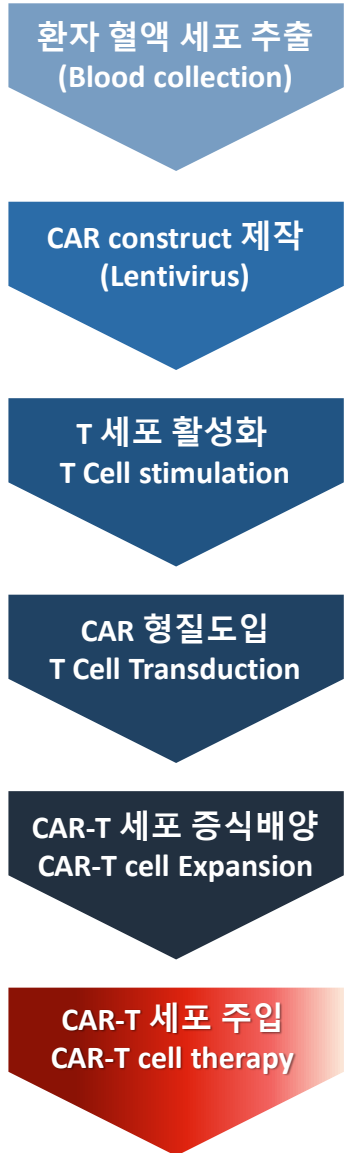 환자 혈액 세포 추출
(Blood collection)
CAR construct 제작
(Lentivirus)
T 세포 활성화
T Cell stimulation
CAR 형질도입
T Cell Transduction
CAR-T 세포 증식배양
CAR-T cell Expansion
CAR-T 세포 주입
CAR-T cell therapy